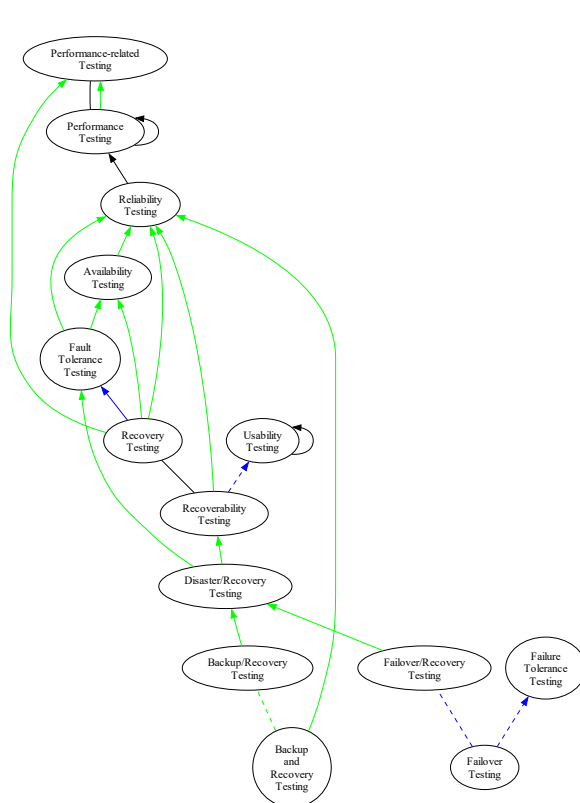 Performance-related
Testing
Performance
Testing
Reliability
Testing
Availability
Testing
Fault
Tolerance
Testing
Recovery
Testing
Usability
Testing
Recoverability
Testing
Disaster/Recovery
Testing
Backup/Recovery
Testing
Failover/Recovery
Testing
Failure
Tolerance
Testing
Backup
and
Recovery
Testing
Failover
Testing